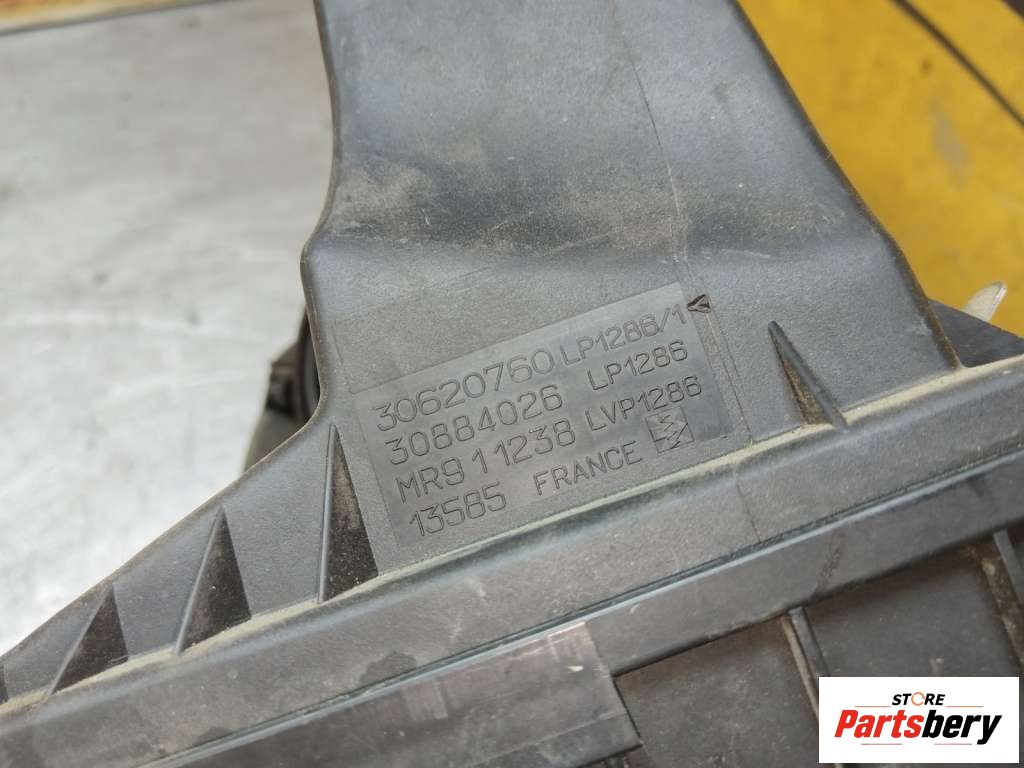 30620760 LP1286/1
30884026 LP1286
MR911238 LVP1286
13585 FRANCE
STORE
Partsbery